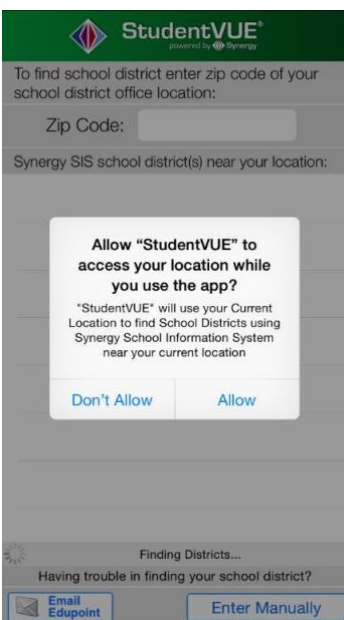 StudentVUE®
powered by Synergy
To find school district enter zip code of your
school district office location:
Zip Code:
Synergy SIS school district(s) near your location:
Allow “StudentVUE” to
access your location while
you use the app?
"StudentVUE" will use your Current
Location to find School Districts using
Synergy School Information System
near your current location
Don't Allow
Allow
Finding Districts...
Having trouble in finding your school district?
Email
Edupoint
Enter Manually